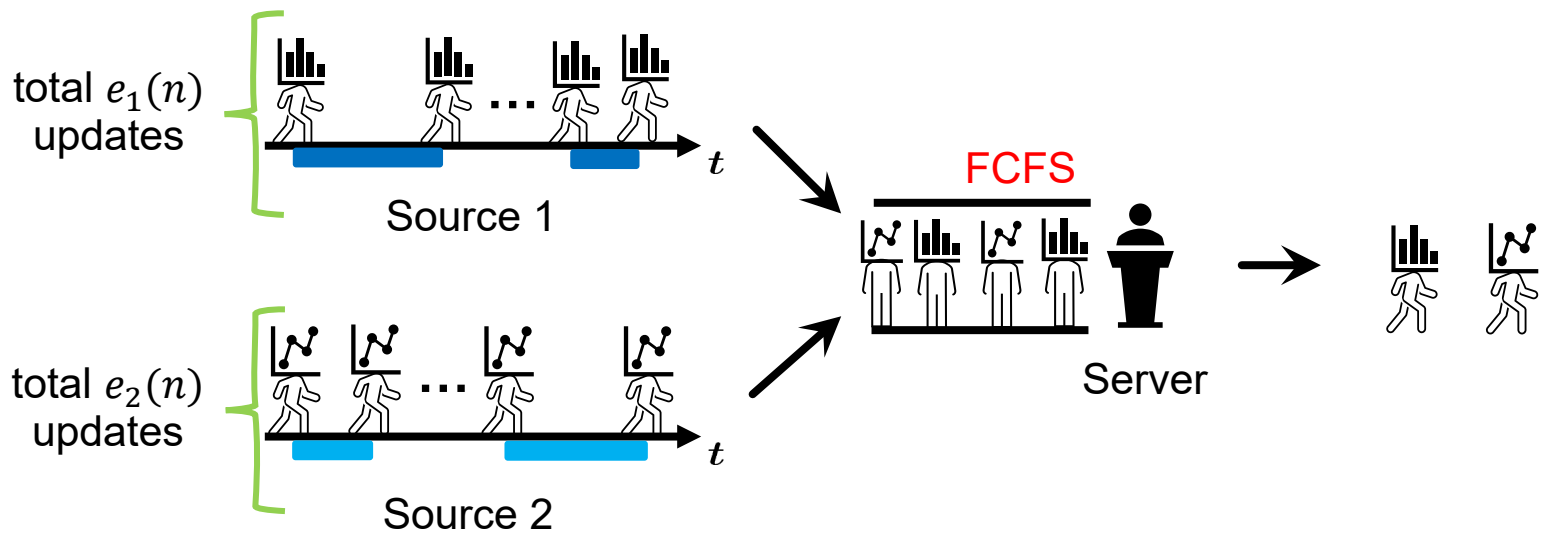 total e₁(n)
updates
...
t
Source 1
total e₂(n)
updates
...
t
Source 2
FCFS
Server